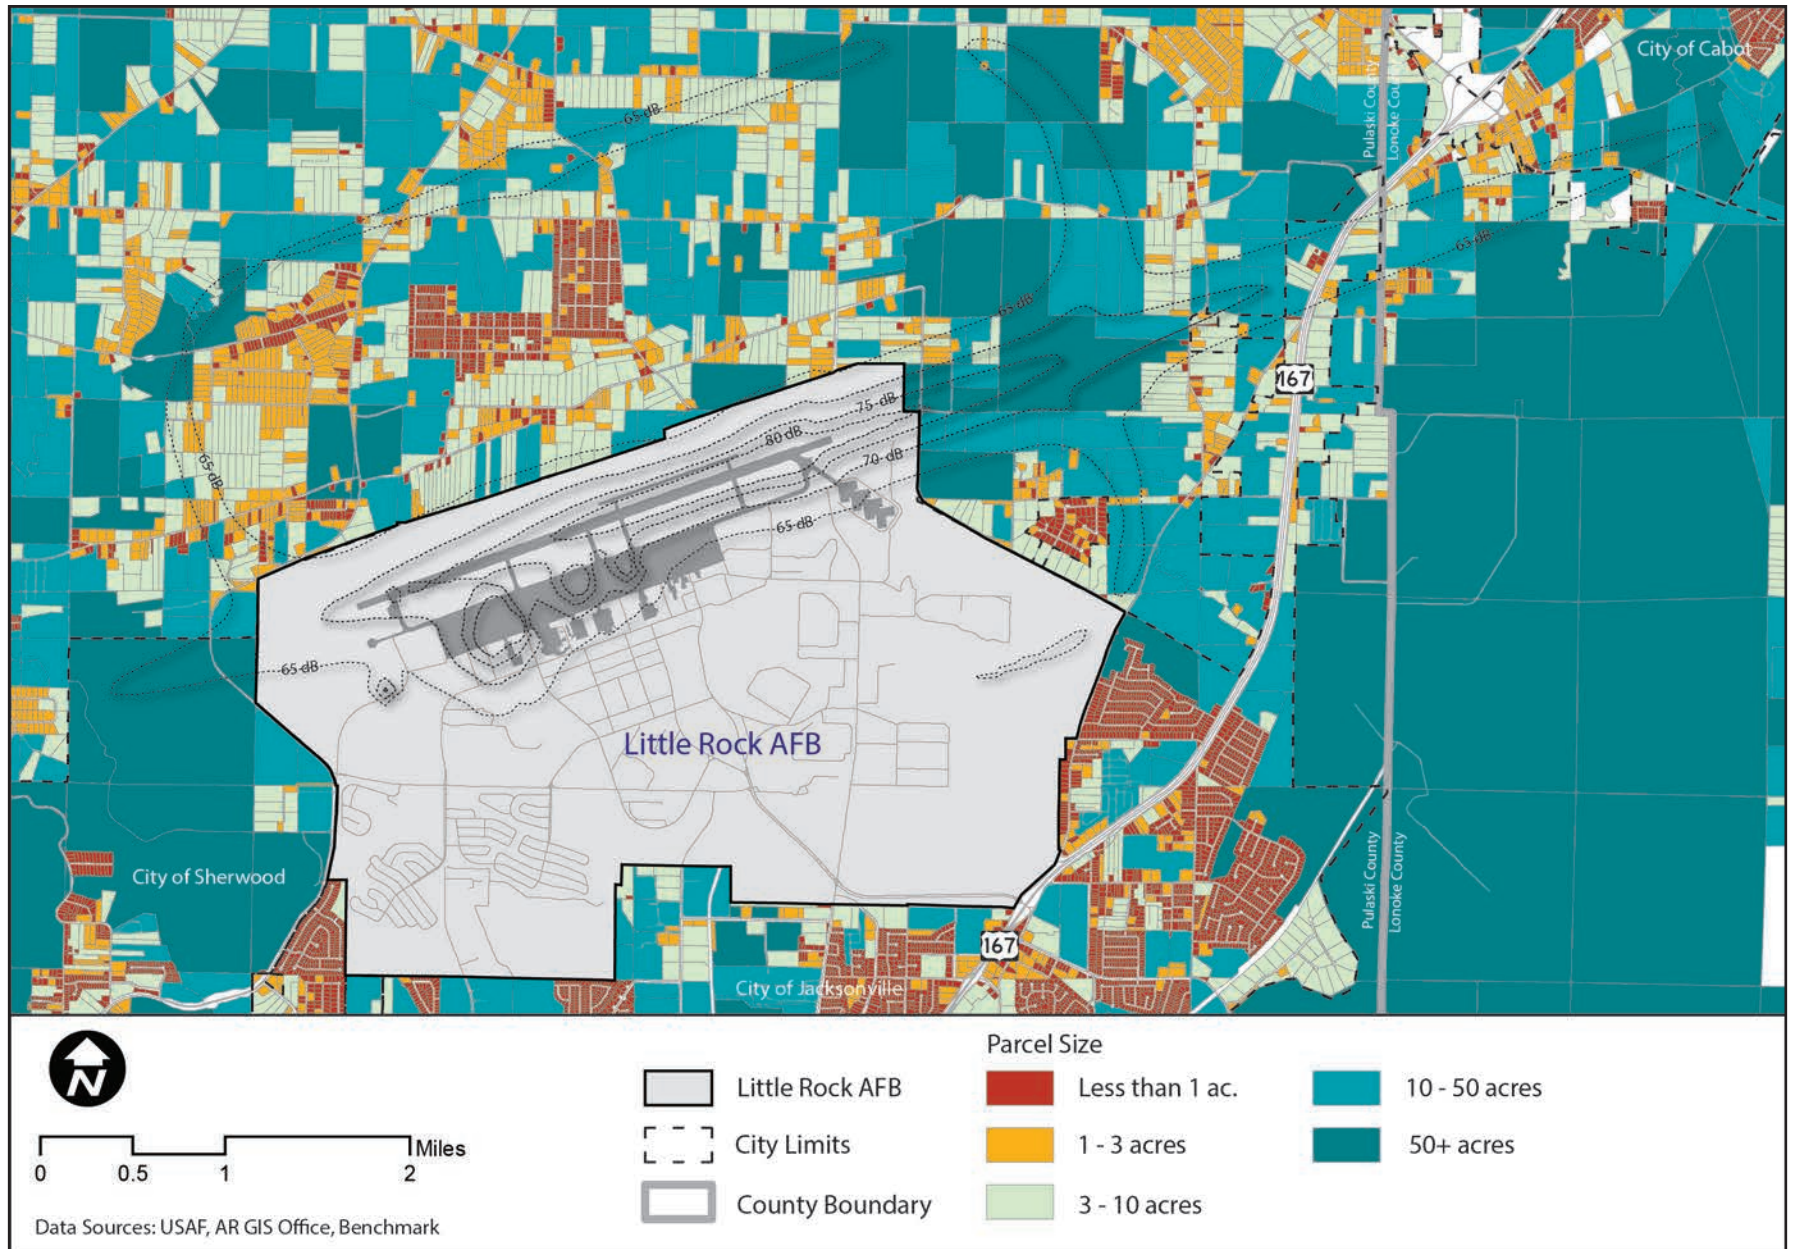 City of Cabot
Pulaski County
Lonoke County
65 dB
65 dB
65 dB
167
75 dB
80 dB
70 dB
65 dB
65 dB
65 dB
Little Rock AFB
City of Sherwood
Pulaski County
Lonoke County
167
City of Jacksonville
N
0 0.5 1 2 Miles
Data Sources: USAF, AR GIS Office, Benchmark
Little Rock AFB
City Limits
County Boundary
Parcel Size
Less than 1 ac.
1 - 3 acres
3 - 10 acres
10 - 50 acres
50+ acres